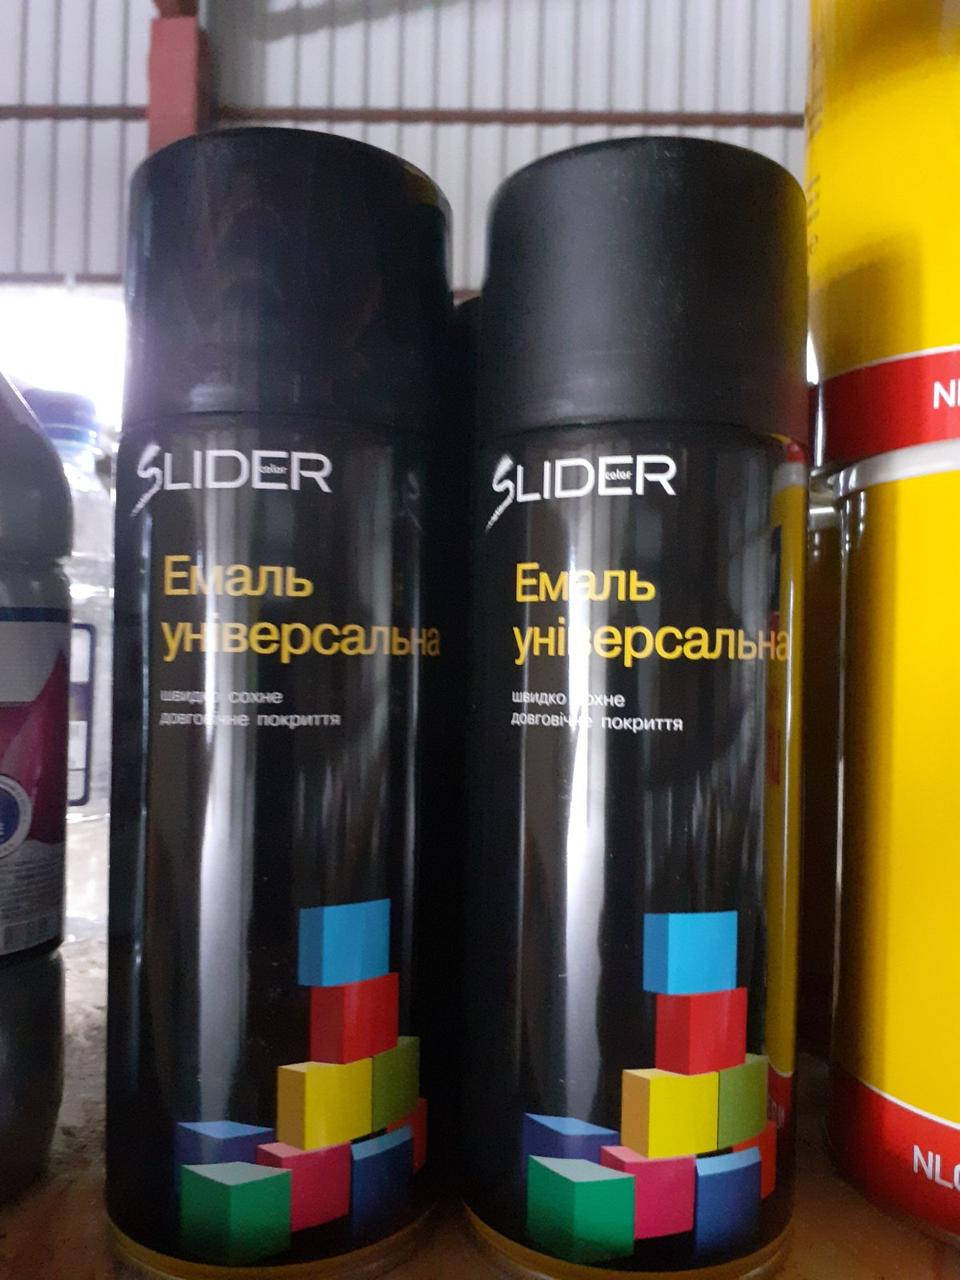 SLIDER
color
Емаль
універсальна
швидко сохне
довговічне покриття
SLIDER
color
Емаль
універсальна
швидко сохне
довговічне покриття